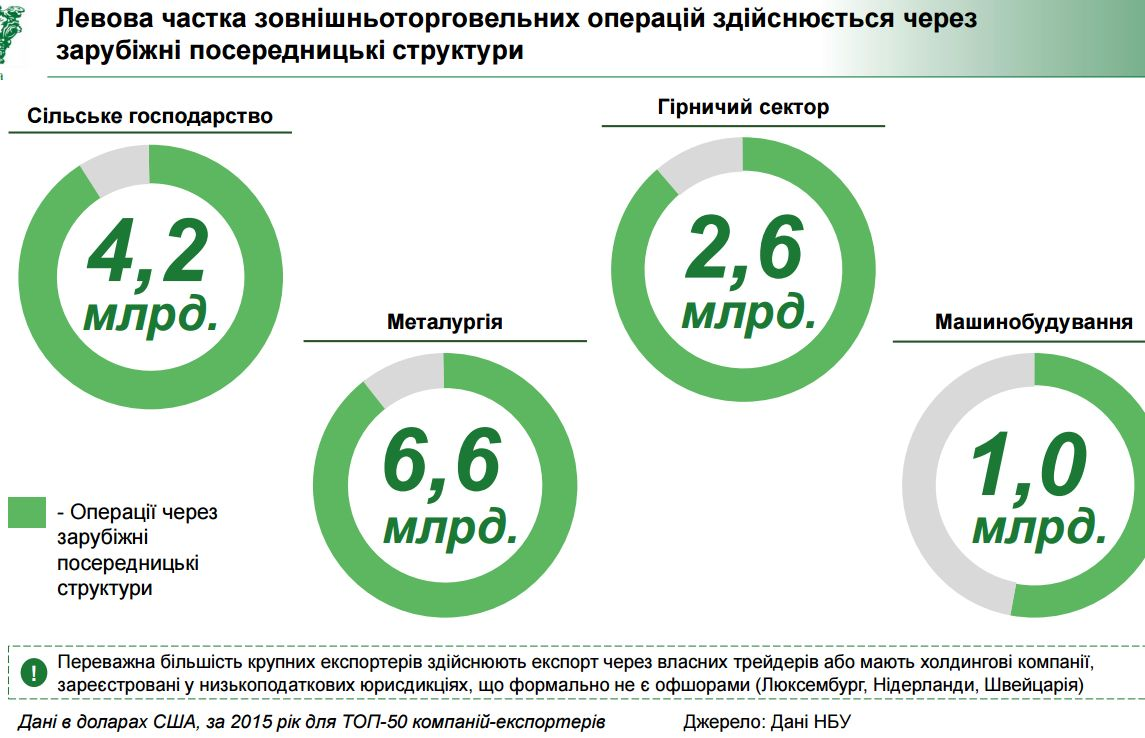 Левова частка зовнішньоторговельних операцій здійснюється через
зарубіжні посередницькі структури
Сільське господарство
4,2
млрд.
Гірничий сектор
2,6
млрд.
Металургія
6,6
млрд.
Машинобудування
1,0
млрд.
- Операції через
зарубіжні
посередницькі
структури
! Переважна більшість крупних експортерів здійснюють експорт через власних трейдерів або мають холдингові компанії,
зареєстровані у низькоподаткових юрисдикціях, що формально не є офшорами (Люксембург, Нідерланди, Швейцарія)
Дані в доларах США, за 2015 рік для ТОП-50 компаній-експортерів
Джерело: Дані НБУ